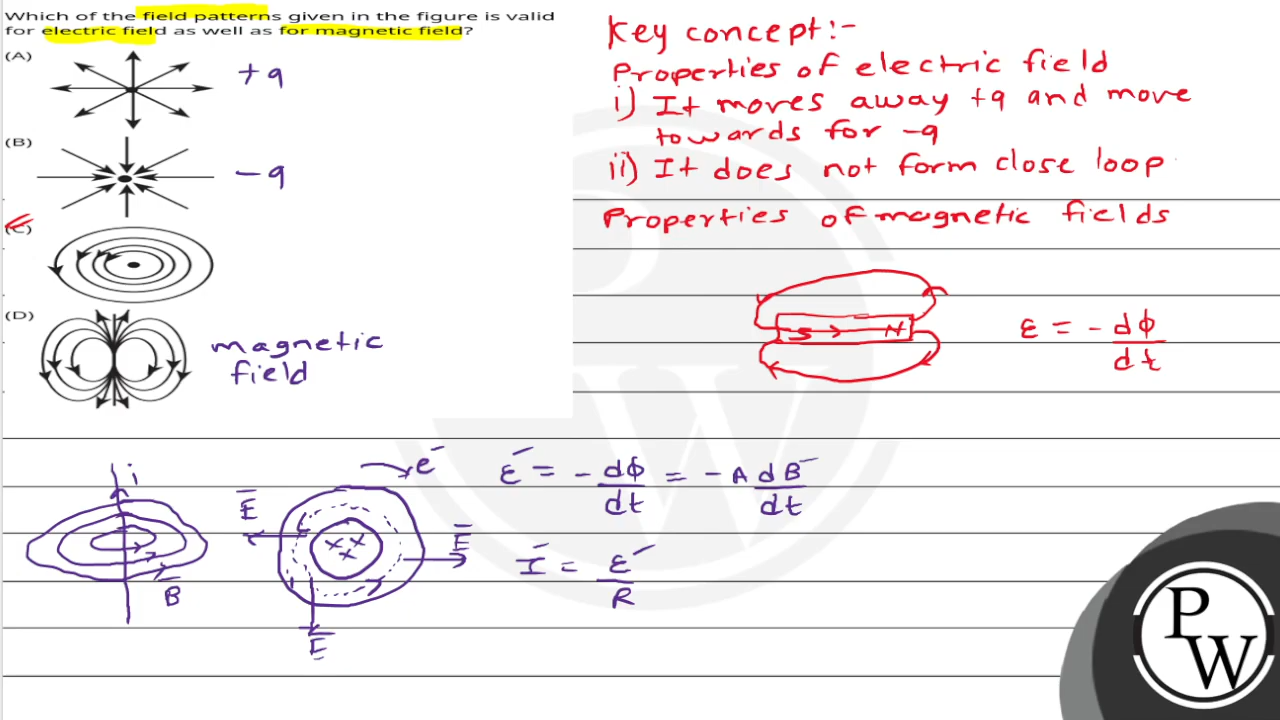 Which of the field patterns given in the figure is valid
for electric field as well as for magnetic field?
(A)
+q
(B)
-q
(C)
(D)
magnetic
field
Key concept:-
Properties of electric field
i) It moves away +q and move
towards for -q
ii) It does not form close loop
Properties of magnetic fields
S N
ε = - dϕ/dt
i
B
e⁻
E
E
E
ε = - dϕ/dt = - A dB/dt
I = ε/R
PW
PW